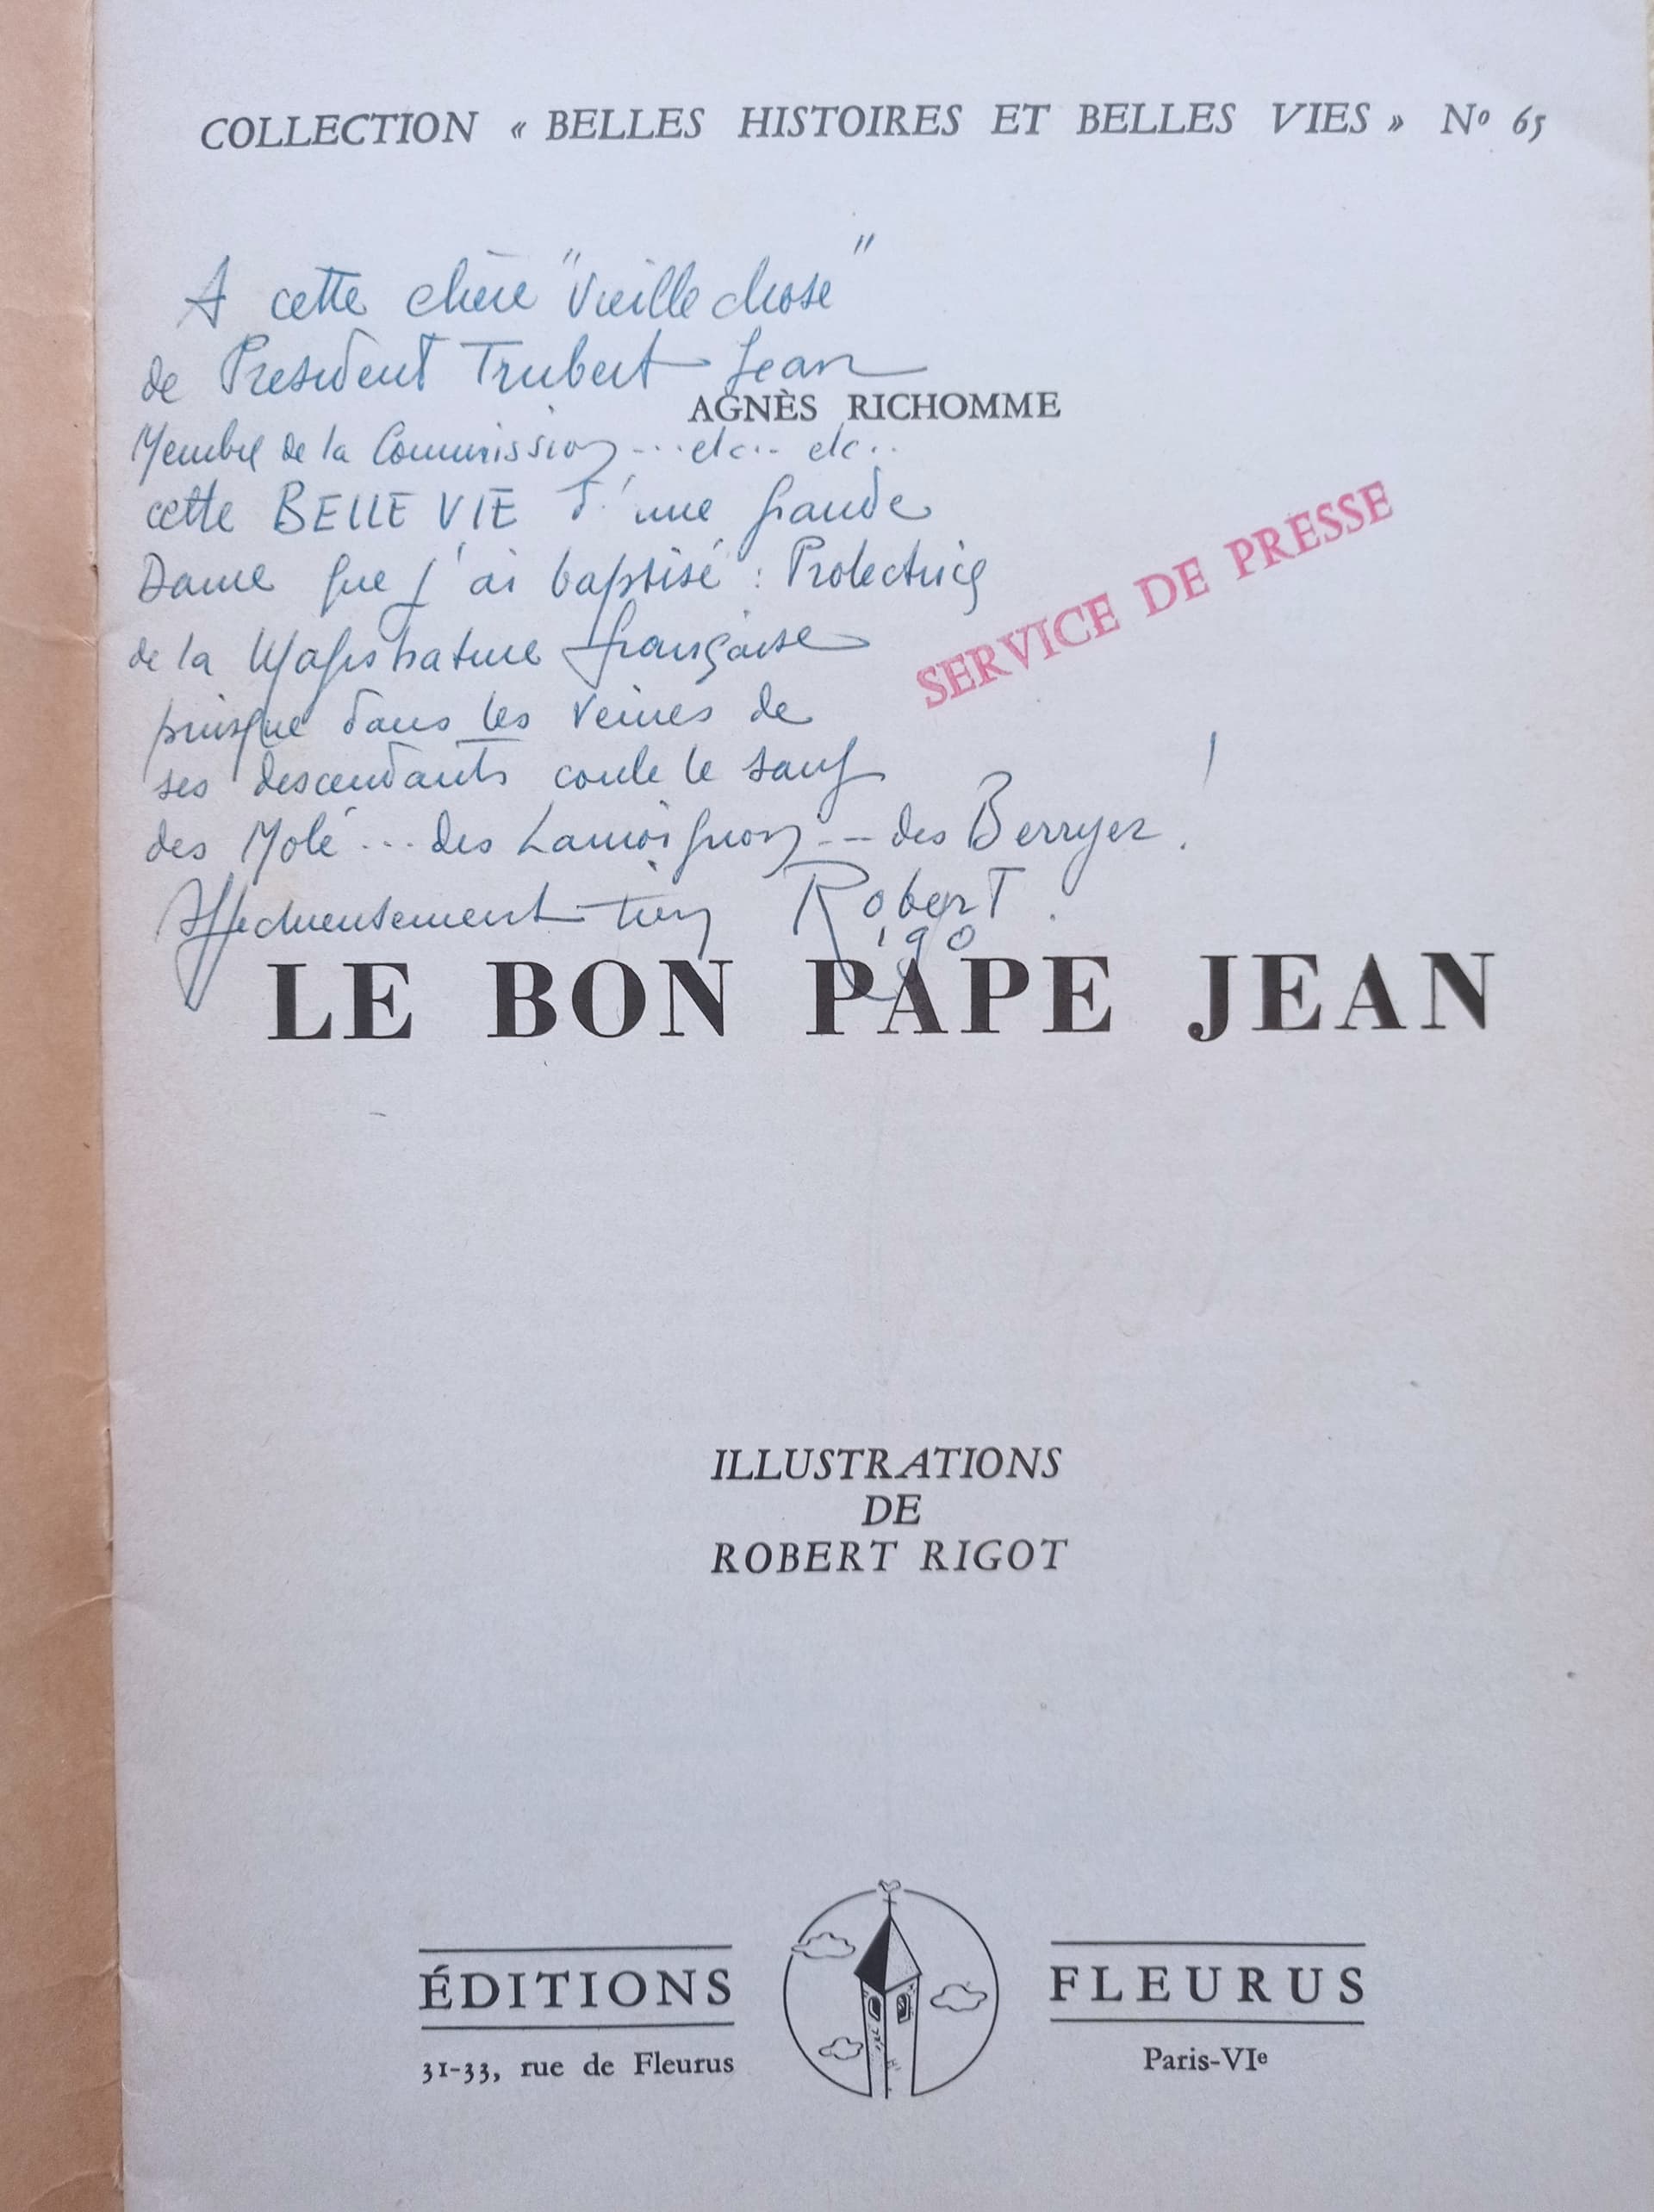 COLLECTION « BELLES HISTOIRES ET BELLES VIES » Nº 65
A cette chère "Vieille chose"
de President Trubert Jean
AGNÈS RICHOMME
Membre de la Commission ... etc.. etc..
cette BELLE VIE d'une grande
Dame que j'ai baptisé : Protectrice
de la Magistrature française
puisque dans les veines de
ses descendants coule le sang
des Molé ... des Lamoignon -- des Berryer !
Affectueusement tien Robert.
SERVICE DE PRESSE
LE BON PAPE JEAN
ILLUSTRATIONS
DE
ROBERT RIGOT
ÉDITIONS FLEURUS
31-33, rue de Fleurus Paris-VIe